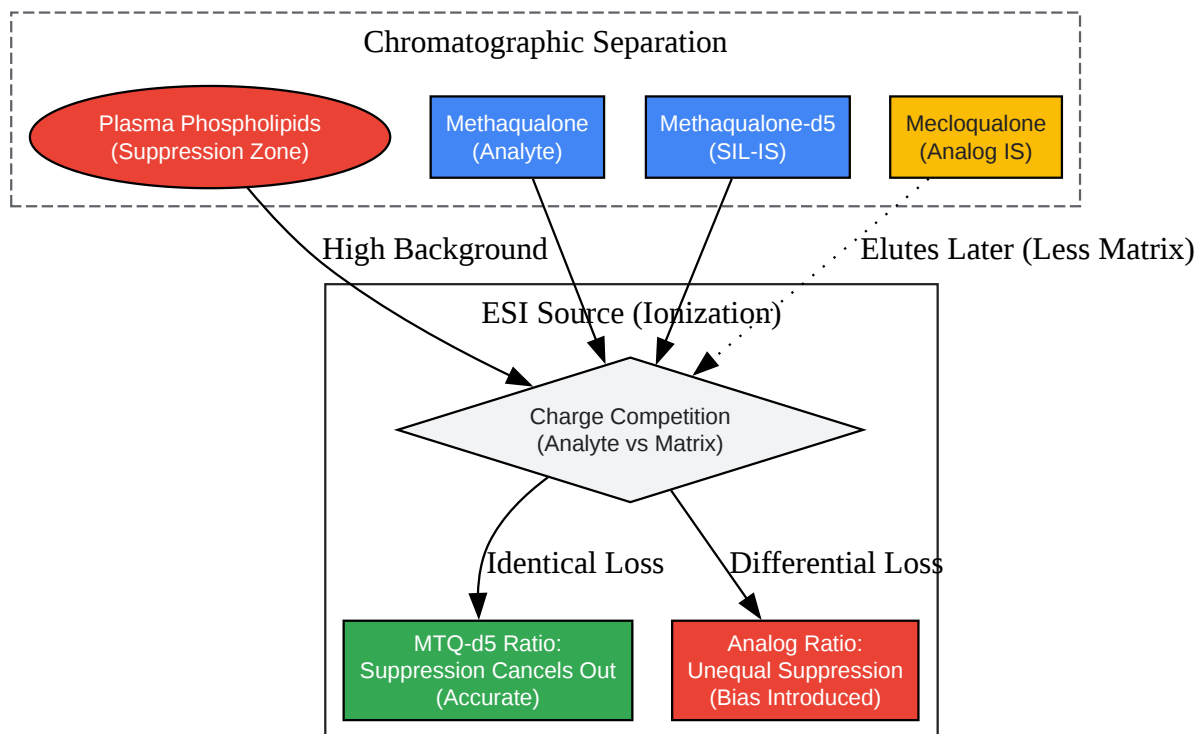 Chromatographic Separation
Plasma Phospholipids
(Suppression Zone)
Methaqualone
(Analyte)
Methaqualone-d5
(SIL-IS)
Mecloqualone
(Analog IS)
High Background
Elutes Later (Less Matrix)
ESI Source (Ionization)
Charge Competition
(Analyte vs Matrix)
Identical Loss
Differential Loss
MTQ-d5 Ratio:
Suppression Cancels Out
(Accurate)
Analog Ratio:
Unequal Suppression
(Bias Introduced)